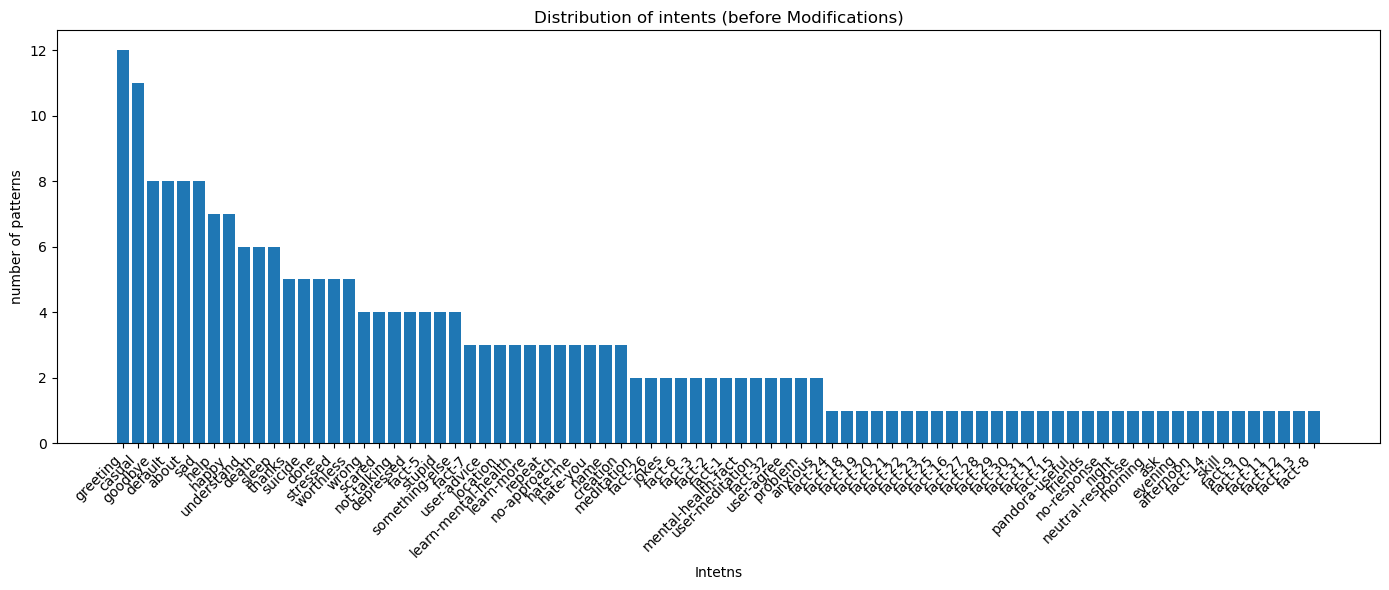 Distribution of intents (before Modifications)
number of patterns
12
10
8
6
4
2
0
greeting
casual
goodbye
default
about
sad
help
happy
understand
death
sleep
thanks
suicide
done
stressed
worthless
wrong
scared
not-talking
depressed
fact-5
stupid
something-else
fact-7
user-advice
location
learn-mental-health
learn-more
repeat
no-approach
hate-me
hate-you
name
creation
meditation
fact-26
jokes
fact-6
fact-3
fact-2
fact-1
mental-health-fact
user-meditation
fact-32
user-agree
problem
anxious
fact-24
fact-18
fact-19
fact-20
fact-21
fact-22
fact-23
fact-25
fact-16
fact-27
fact-28
fact-29
fact-30
fact-31
fact-17
fact-15
pandora-useful
friends
no-response
night
neutral-response
morning
ask
evening
afternoon
fact-14
skill
fact-9
fact-10
fact-11
fact-12
fact-13
fact-8
Intetns